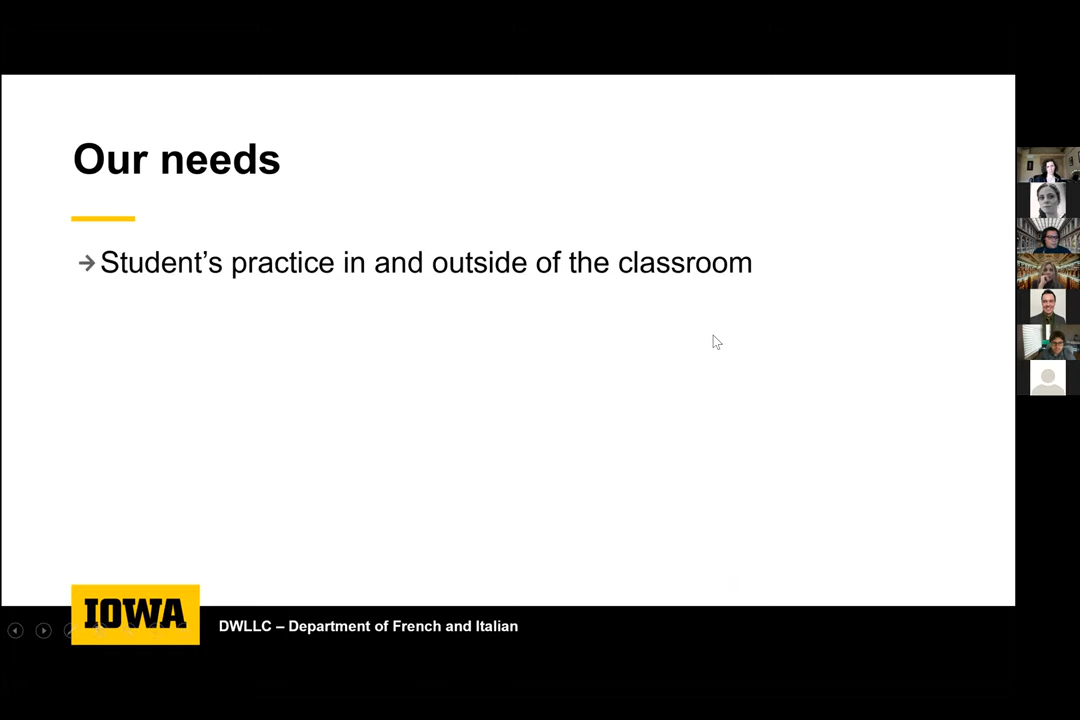 Our needs
→Student’s practice in and outside of the classroom
IOWA
DWLLC – Department of French and Italian